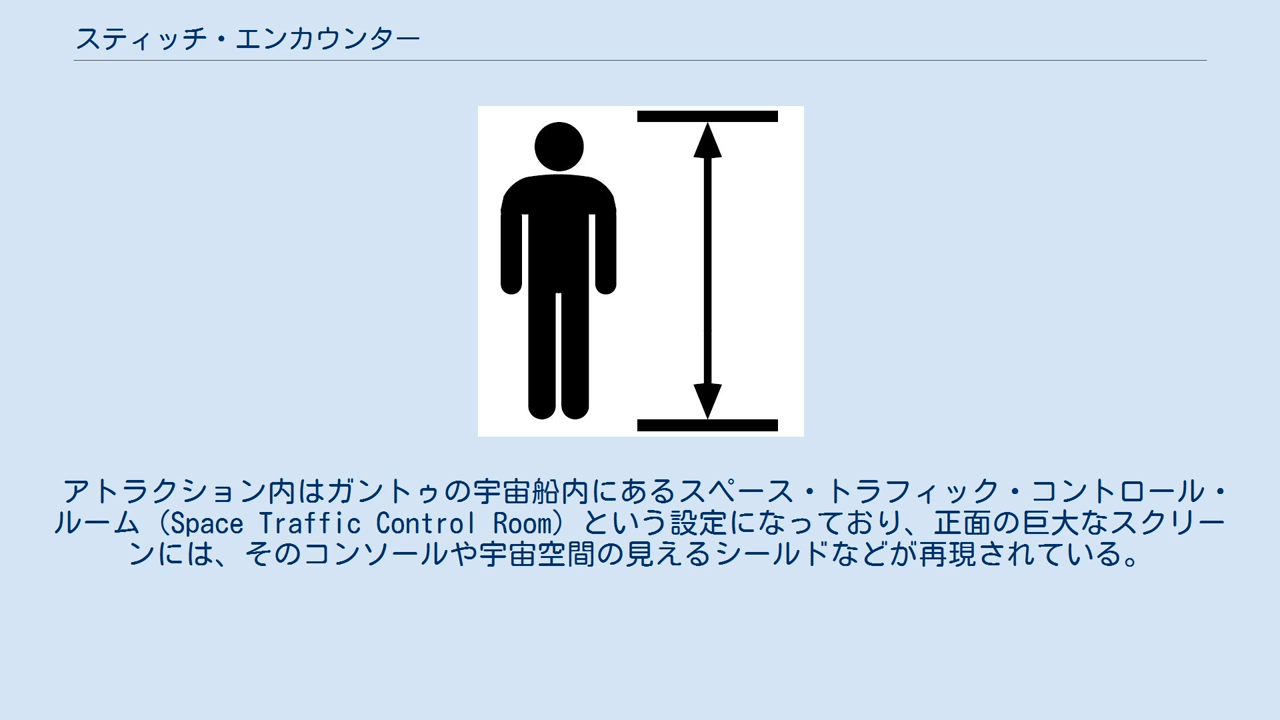 スティッチ・エンカウンター
アトラクション内はガントゥの宇宙船内にあるスペース・トラフィック・コントロール・
ルーム（Space Traffic Control Room）という設定になっており、正面の巨大なスクリー
ンには、そのコンソールや宇宙空間の見えるシールドなどが再現されている。